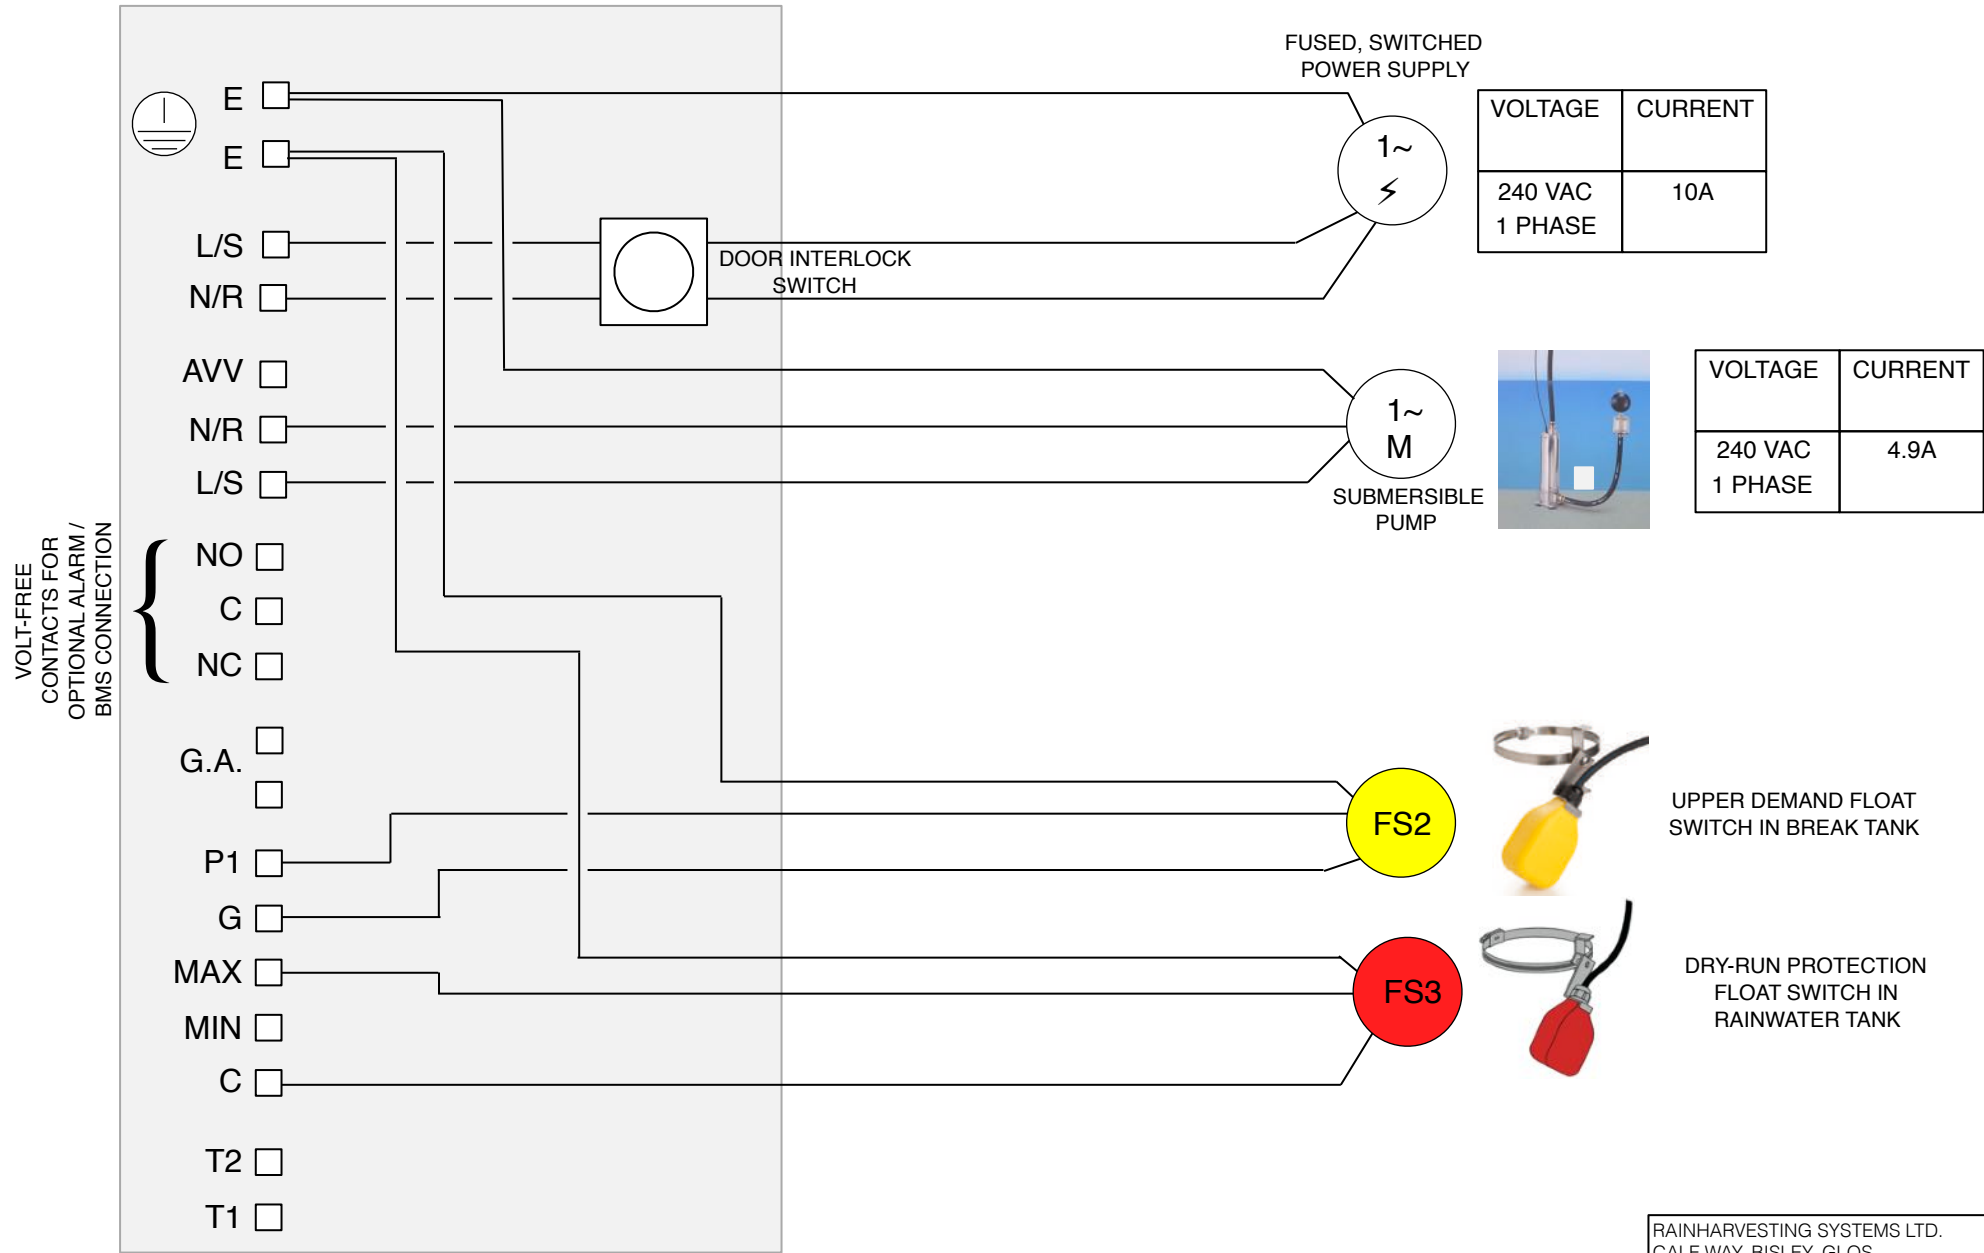 FUSED, SWITCHED
POWER SUPPLY
VOLTAGE CURRENT
240 VAC 10A
1 PHASE
E
E
L/S
N/R
DOOR INTERLOCK
SWITCH
1~
AVV
N/R
L/S
1~
M
SUBMERSIBLE
PUMP
VOLTAGE CURRENT
240 VAC 4.9A
1 PHASE
VOLT-FREE
CONTACTS FOR
OPTIONAL ALARM /
BMS CONNECTION
NO
C
NC
G.A.
P1
G
MAX
MIN
C
T2
T1
FS2
UPPER DEMAND FLOAT
SWITCH IN BREAK TANK
FS3
DRY-RUN PROTECTION
FLOAT SWITCH IN
RAINWATER TANK
RAINHARVESTING SYSTEMS LTD.